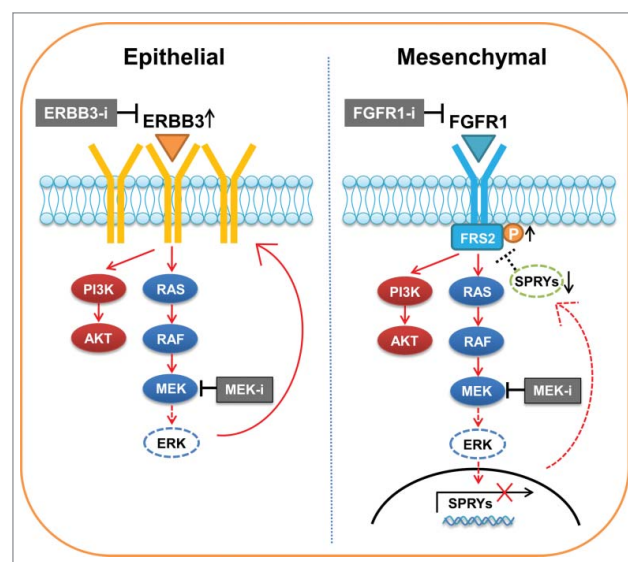 Epithelial
ERBB3-i
ERBB3↑
PI3K
RAS
AKT
RAF
MEK
MEK-i
ERK
Mesenchymal
FGFR1-i
FGFR1
FRS2
P
↑
SPRYs
↓
PI3K
RAS
AKT
RAF
MEK
MEK-i
ERK
SPRYs